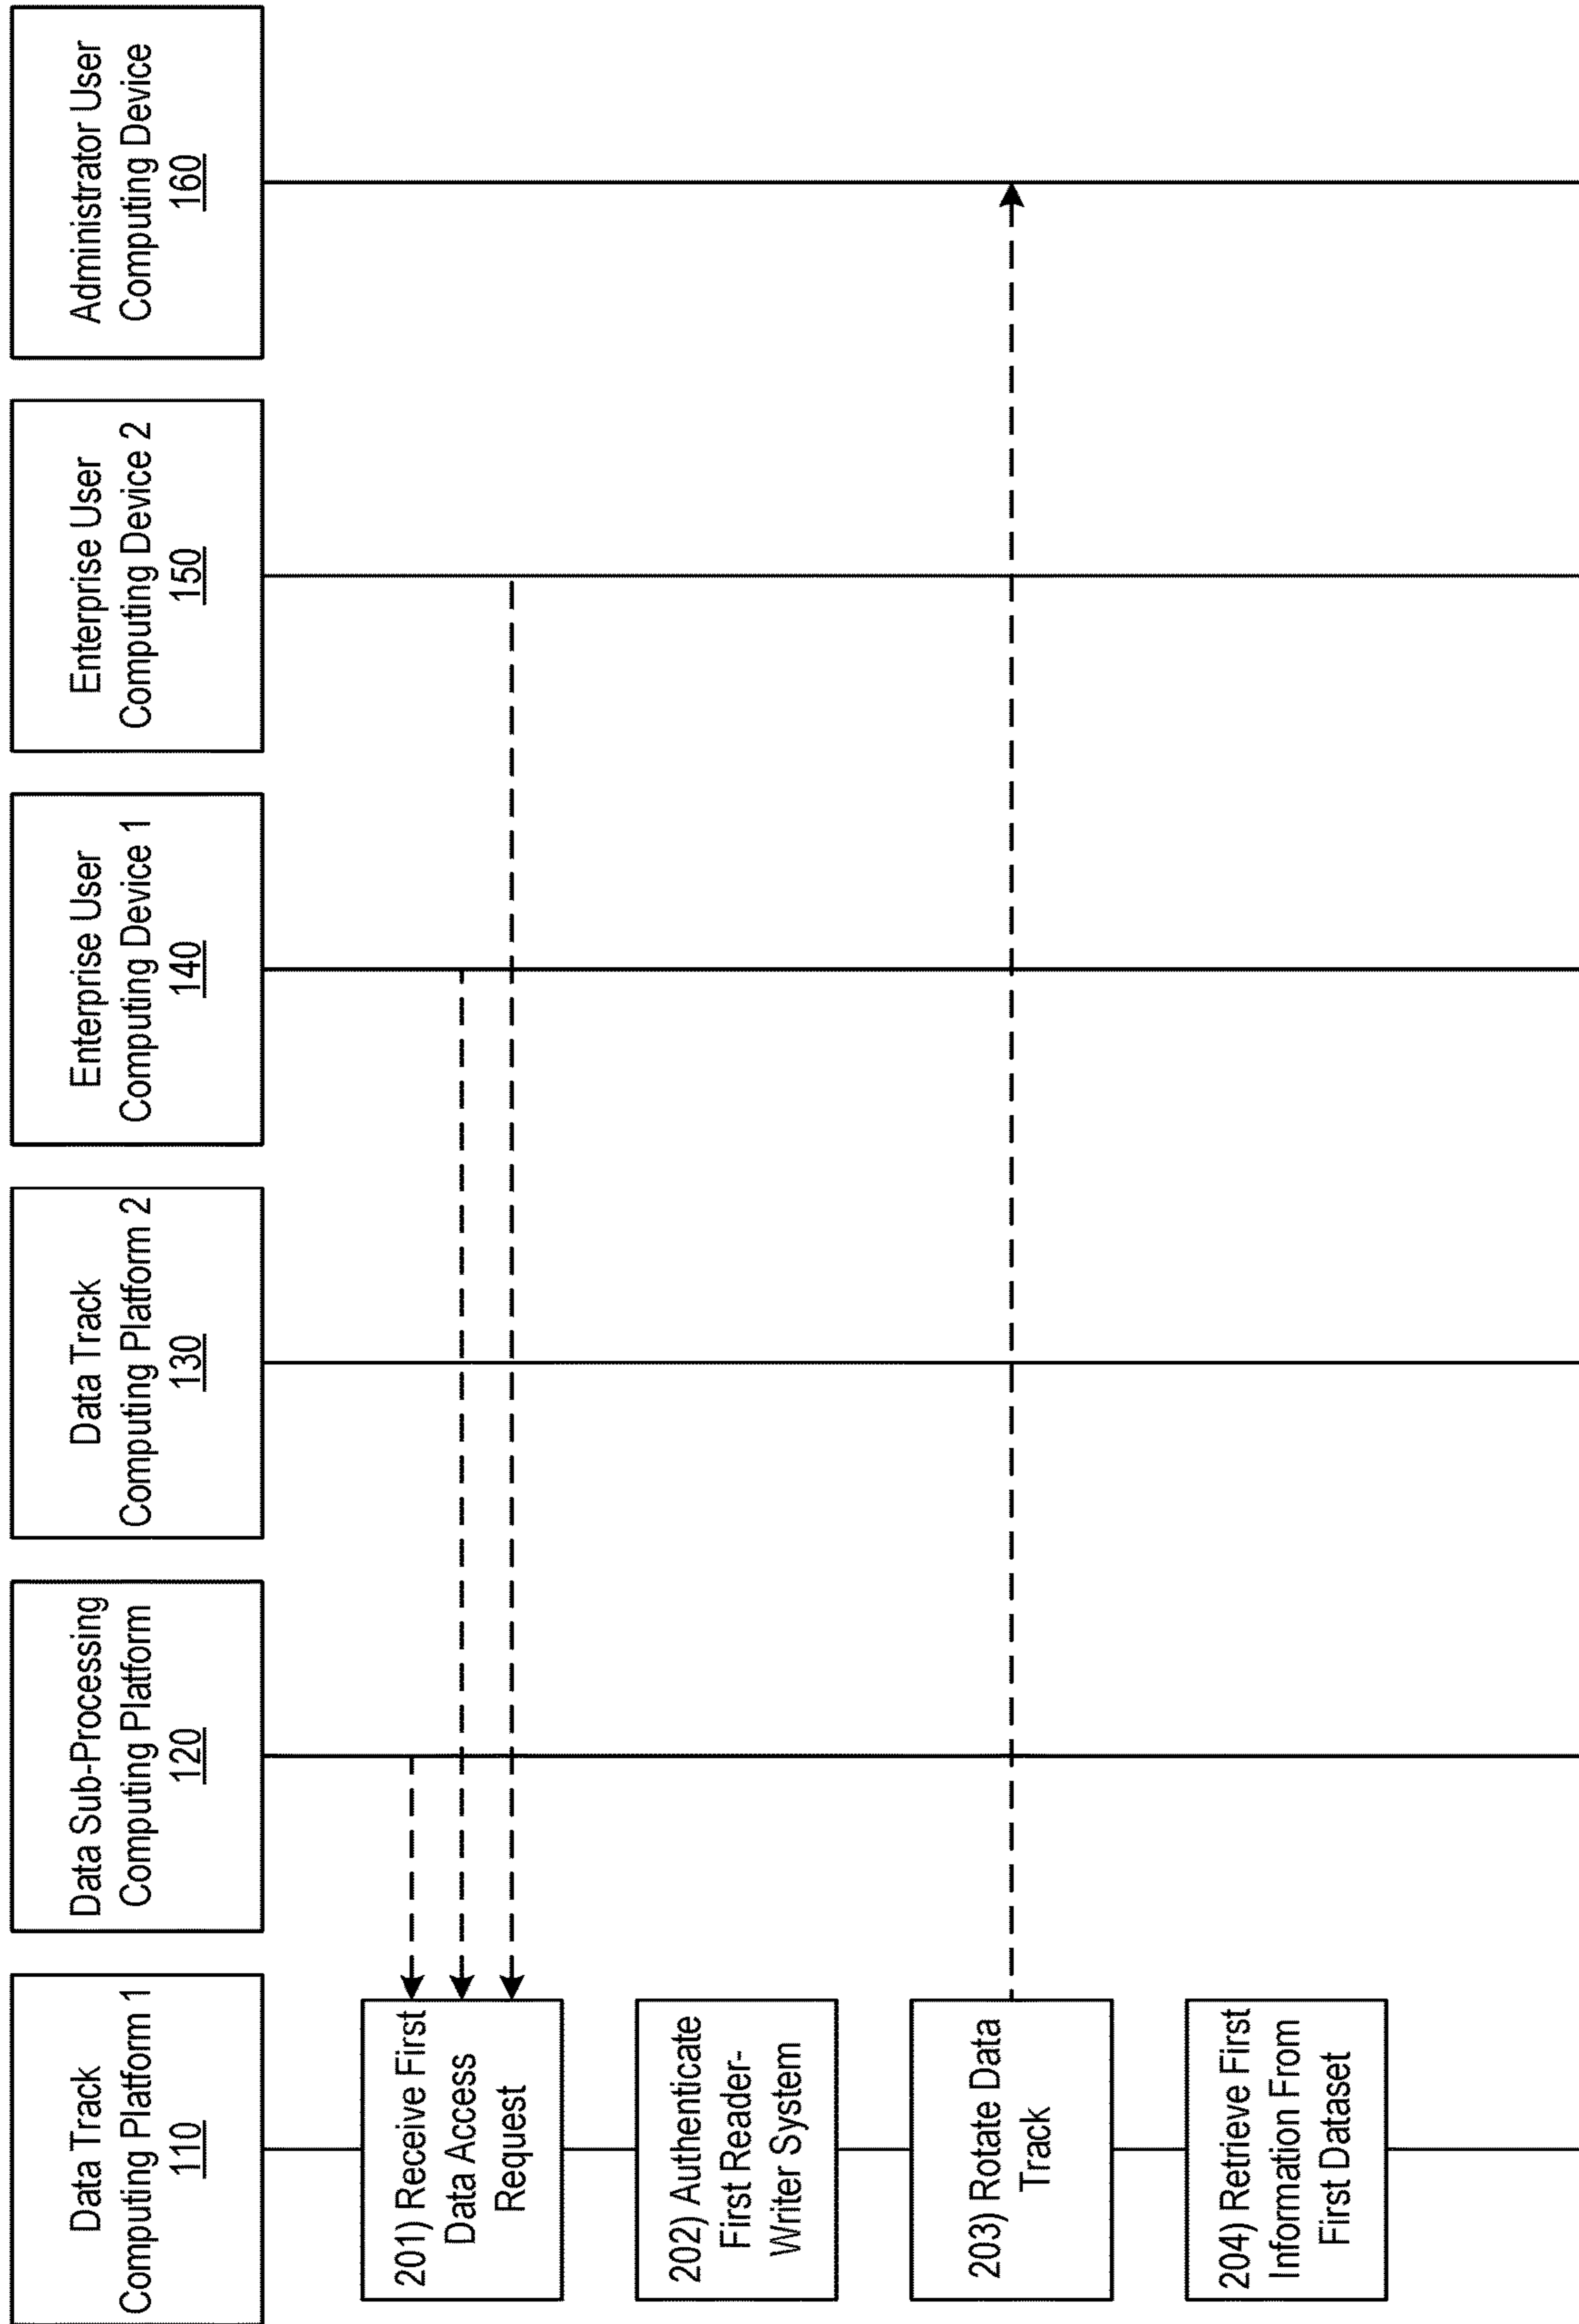 Data Track
Computing Platform 1
110
Data Sub-Processing
Computing Platform
120
Data Track
Computing Platform 2
130
Enterprise User
Computing Device 1
140
Enterprise User
Computing Device 2
150
Administrator User
Computing Device
160
201) Receive First
Data Access
Request
202) Authenticate
First Reader-
Writer System
203) Rotate Data
Track
204) Retrieve First
Information From
First Dataset